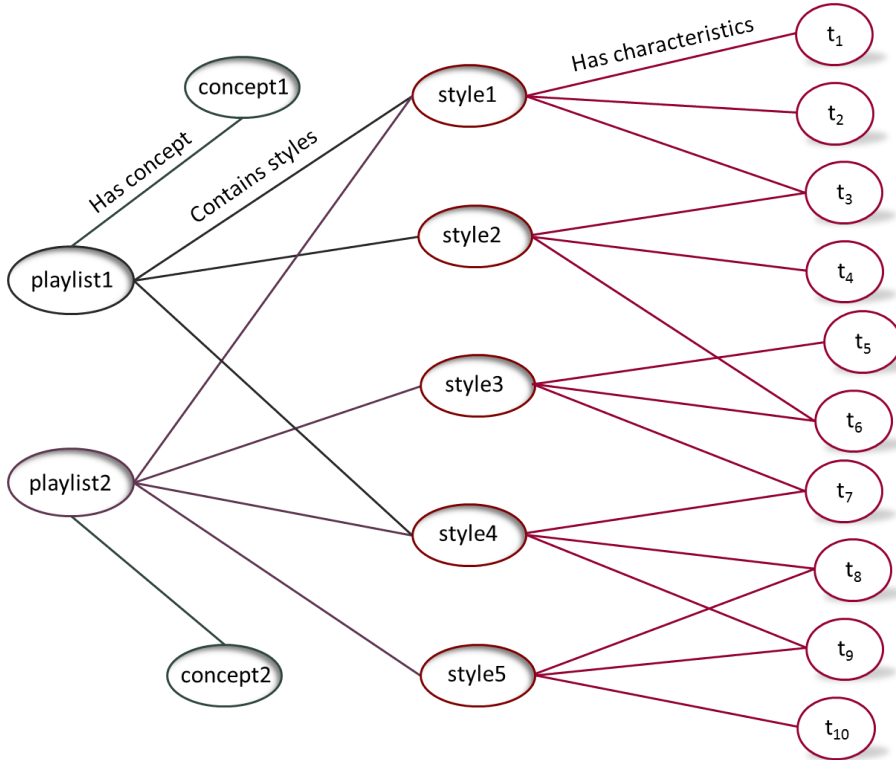 concept1
Has concept
Contains styles
playlist1
playlist2
concept2
style1
style2
style3
style4
style5
Has characteristics
t₁
t₂
t₃
t₄
t₅
t₆
t₇
t₈
t₉
t₁₀